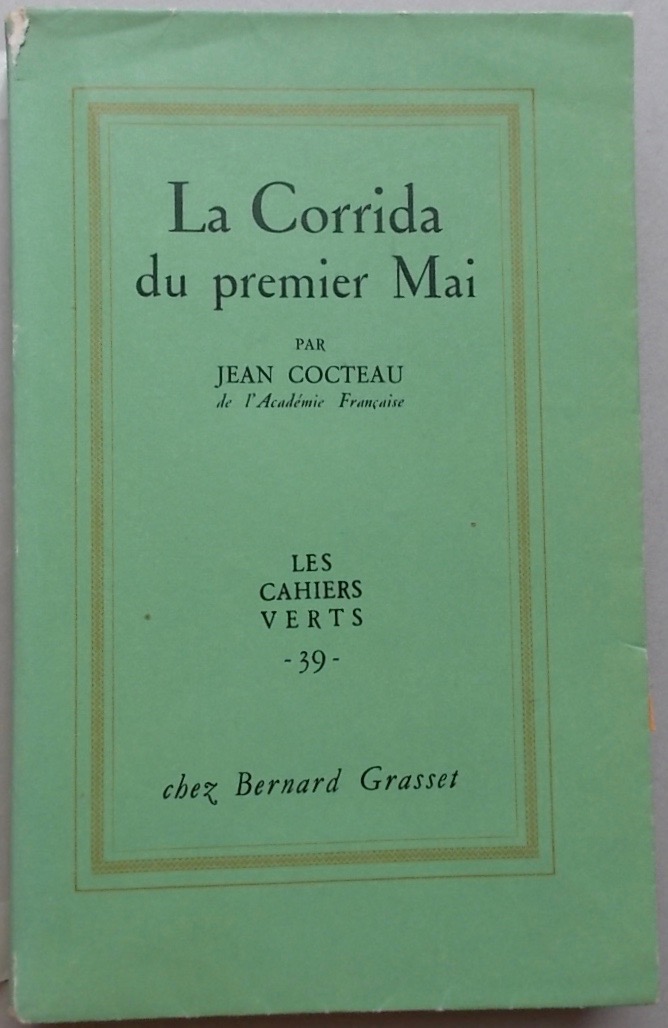 La Corrida
du premier Mai
PAR
JEAN COCTEAU
de l'Académie Française
LES
CAHIERS
VERTS
- 39 -
chez Bernard Grasset